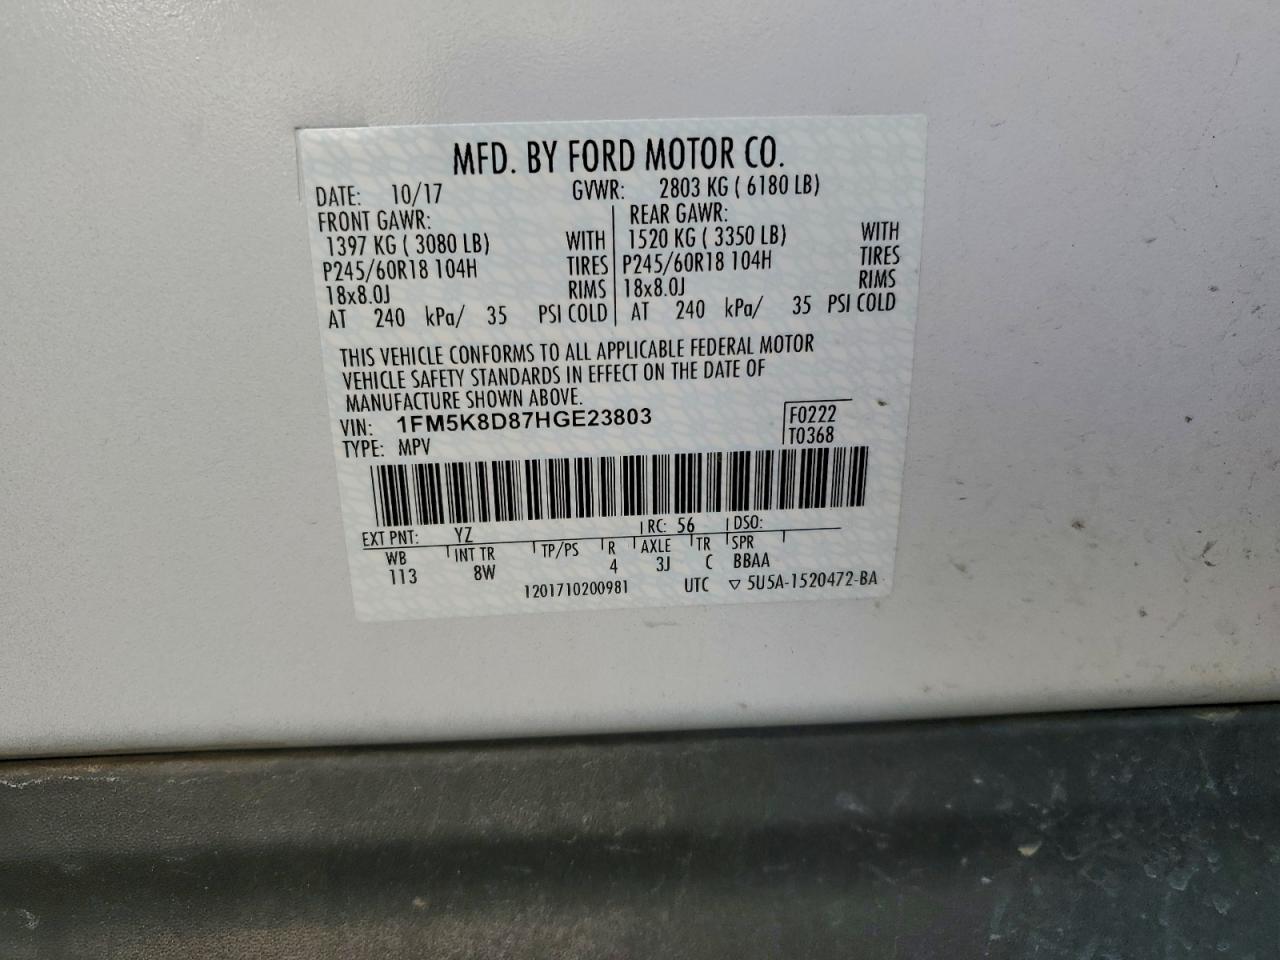 MFD. BY FORD MOTOR CO.
DATE: 10/17 GVWR: 2803 KG ( 6180 LB)
FRONT GAWR: REAR GAWR:
1397 KG ( 3080 LB) WITH 1520 KG ( 3350 LB) WITH
P245/60R18 104H TIRES P245/60R18 104H TIRES
18x8.0J RIMS 18x8.0J RIMS
AT 240 kPa/ 35 PSI COLD AT 240 kPa/ 35 PSI COLD
THIS VEHICLE CONFORMS TO ALL APPLICABLE FEDERAL MOTOR
VEHICLE SAFETY STANDARDS IN EFFECT ON THE DATE OF
MANUFACTURE SHOWN ABOVE.
VIN: 1FM5K8D87HGE23803 F0222
TYPE: MPV T0368
EXT PNT: YZ RC: 56 DSO:
WB INT TR TP/PS R AXLE TR SPR
113 8W 4 3J C BBAA
1201710200981 UTC ▽ 5U5A-1520472-BA